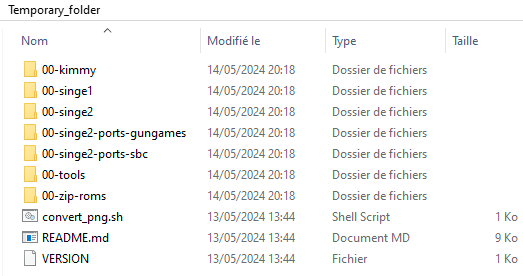 Temporary_folder
Nom Modifié le Type Taille
00-kimmy 14/05/2024 20:18 Dossier de fichiers
00-singe1 14/05/2024 20:18 Dossier de fichiers
00-singe2 14/05/2024 20:18 Dossier de fichiers
00-singe2-ports-gungames 14/05/2024 20:18 Dossier de fichiers
00-singe2-ports-sbc 14/05/2024 20:18 Dossier de fichiers
00-tools 14/05/2024 20:18 Dossier de fichiers
00-zip-roms 14/05/2024 20:18 Dossier de fichiers
convert_png.sh 13/05/2024 13:44 Shell Script 1 Ko
README.md 13/05/2024 13:44 Document MD 9 Ko
VERSION 13/05/2024 13:44 Fichier 1 Ko